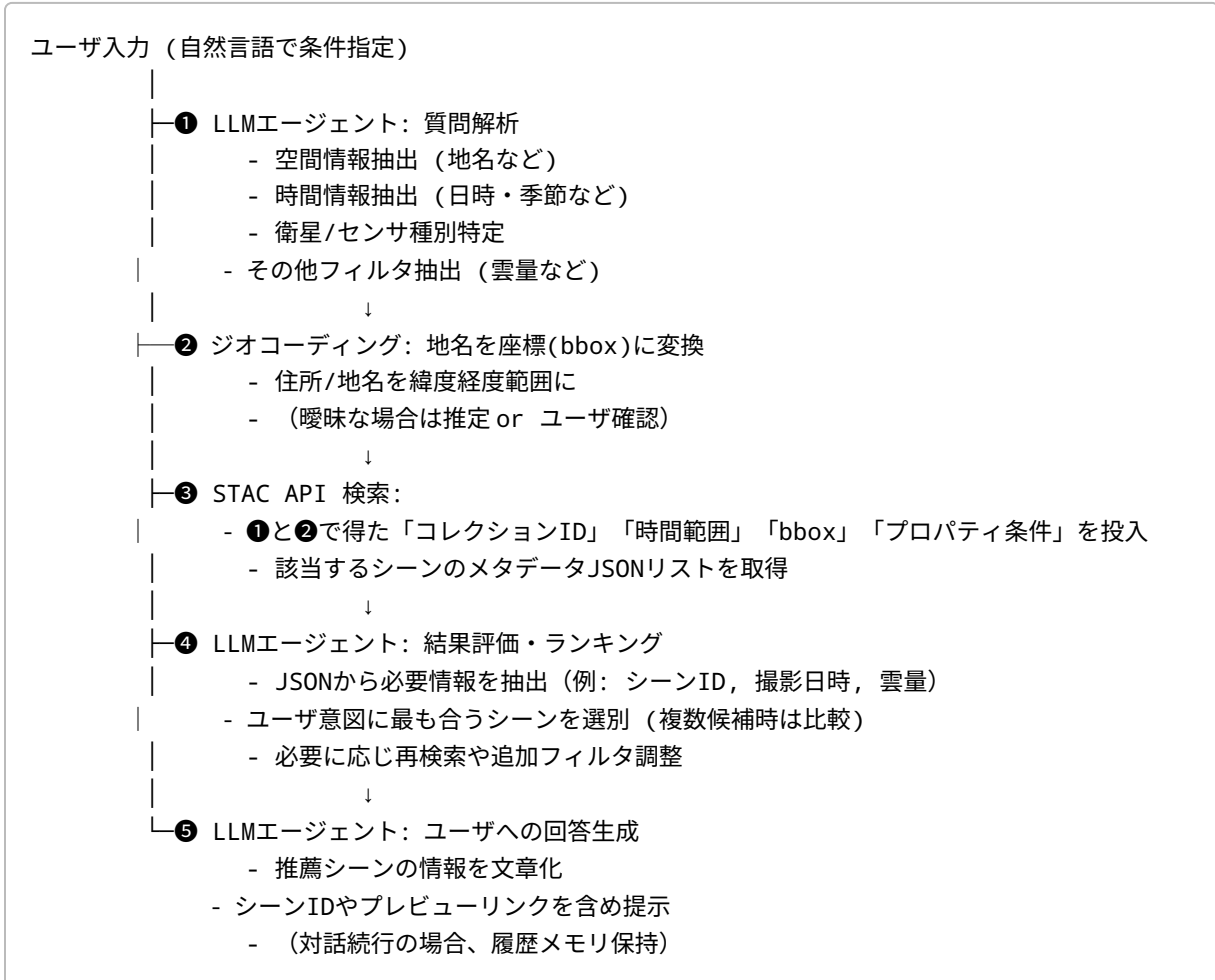 ユーザ入力 (自然言語で条件指定)
│
├─❶ LLMエージェント: 質問解析
│ - 空間情報抽出 (地名など)
│ - 時間情報抽出 (日時・季節など)
│ - 衛星/センサ種別特定
│ - その他フィルタ抽出 (雲量など)
│ ↓
├─❷ ジオコーディング: 地名を座標(bbox)に変換
│ - 住所/地名を緯度経度範囲に
│ - （曖昧な場合は推定 or ユーザ確認）
│ ↓
├─❸ STAC API 検索:
│ - ❶と❷で得た「コレクションID」「時間範囲」「bbox」「プロパティ条件」を投入
│ - 該当するシーンのメタデータJSONリストを取得
│ ↓
├─❹ LLMエージェント: 結果評価・ランキング
│ - JSONから必要情報を抽出（例: シーンID, 撮影日時, 雲量）
│ - ユーザ意図に最も合うシーンを選別 (複数候補時は比較)
│ - 必要に応じ再検索や追加フィルタ調整
│ ↓
└─❺ LLMエージェント: ユーザへの回答生成
- 推薦シーンの情報を文章化
- シーンIDやプレビューリンクを含め提示
- （対話続行の場合、履歴メモリ保持）